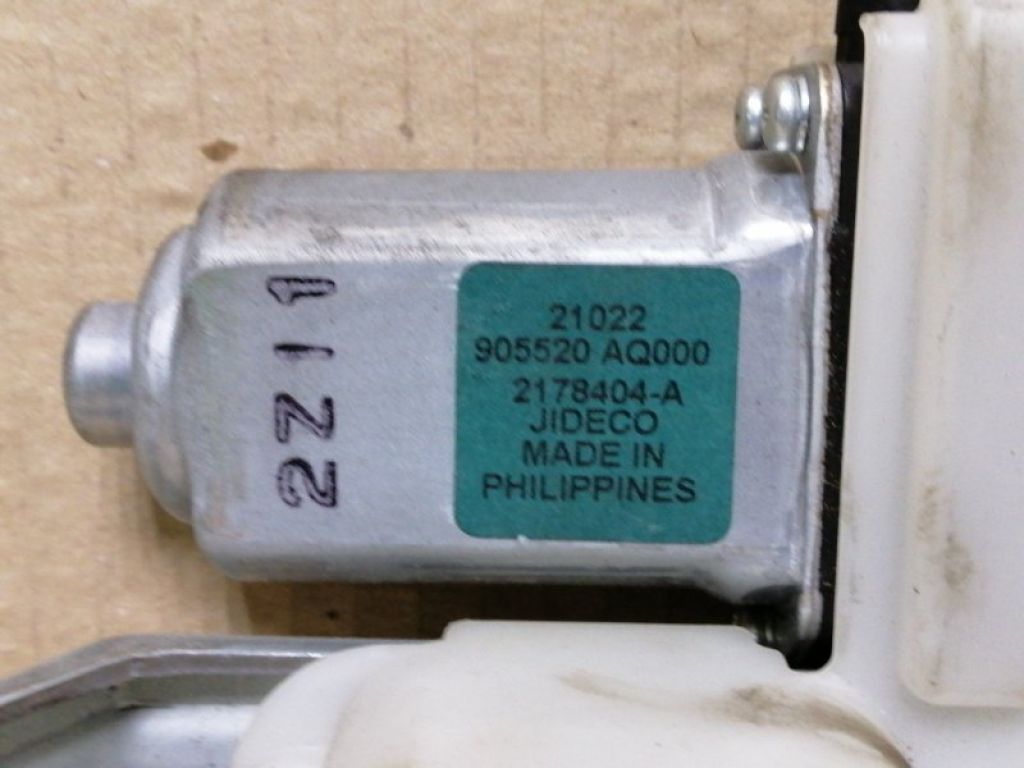 2Z11
21022
905520 AQ000
2178404-A
JIDECO
MADE IN
PHILIPPINES